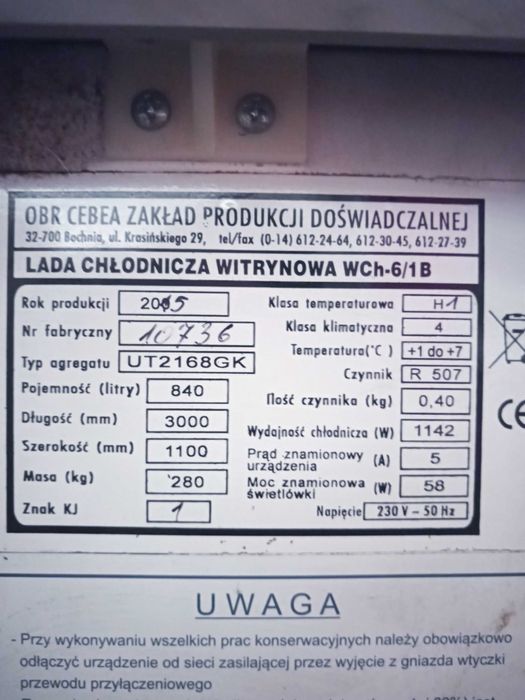 OBR CEBEA ZAKŁAD PRODUKCJI DOŚWIADCZALNEJ
32-700 Bochnia, ul. Krasińskiego 29, tel/fax (0-14) 612-24-64, 612-30-45, 612-27-39
LADA CHŁODNICZA WITRYNOWA WCh-6/1B
Rok produkcji 2015
Nr fabryczny 10736
Typ agregatu UT2168GK
Pojemność (litry) 840
Długość (mm) 3000
Szerokość (mm) 1100
Masa (kg) 280
Znak KJ 1
Klasa temperaturowa H1
Klasa klimatyczna 4
Temperatura(°C ) +1 do +7
Czynnik R 507
Ilość czynnika (kg) 0,40
Wydajność chłodnicza (W) 1142
Prąd znamionowy
urządzenia (A) 5
Moc znamionowa
świetlówki (W) 58
Napięcie 230 V – 50 Hz
CE
UWAGA
- Przy wykonywaniu wszelkich prac konserwacyjnych należy obowiązkowo
odłączyć urządzenie od sieci zasilającej przez wyjęcie z gniazda wtyczki
przewodu przyłączeniowego